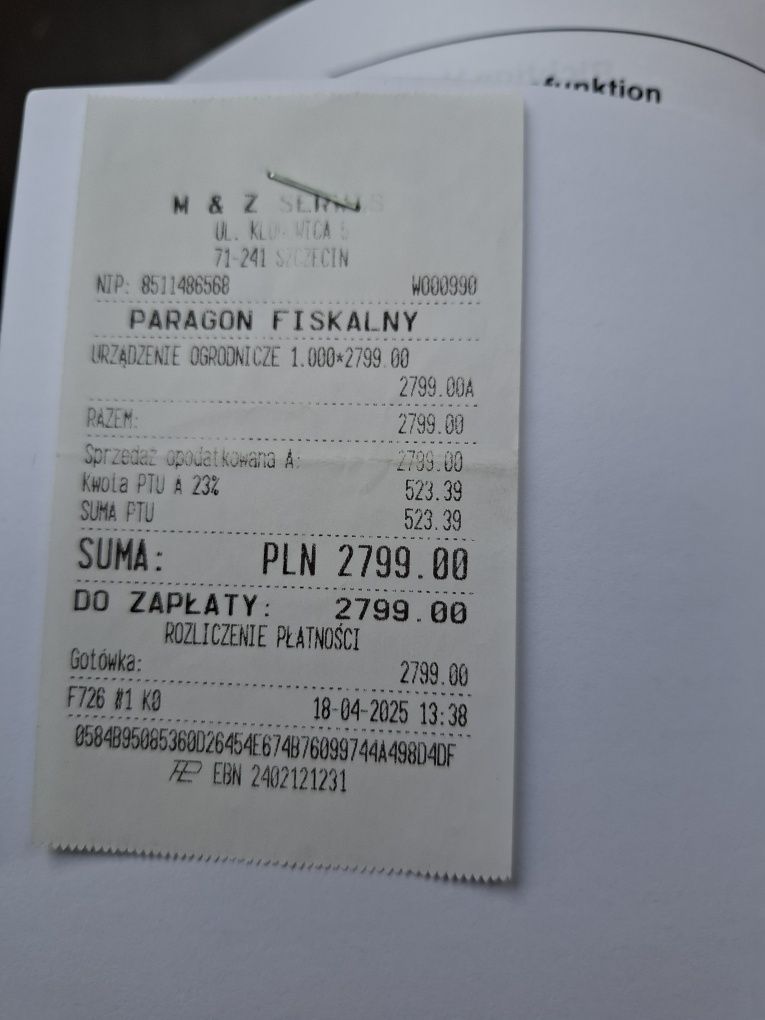 funktion
M & Z SERWIS
UL. 5
71-241 SZCZECIN
NIP: 8511486568 W000990
PARAGON FISKALNY
URZĄDZENIE OGRODNICZE 1.000*2799.00
2799.00A
RAZEM: 2799.00
Sprzedaż opodatkowana A: 2799.00
Kwota PTU A 23% 523.39
SUMA PTU 523.39
SUMA: PLN 2799.00
DO ZAPŁATY: 2799.00
ROZLICZENIE PŁATNOŚCI
Gotówka: 2799.00
F726 #1 K0 18-04-2025 13:38
0584B95085360D26454E674B76099744A498D4DF
EBN 2402121231